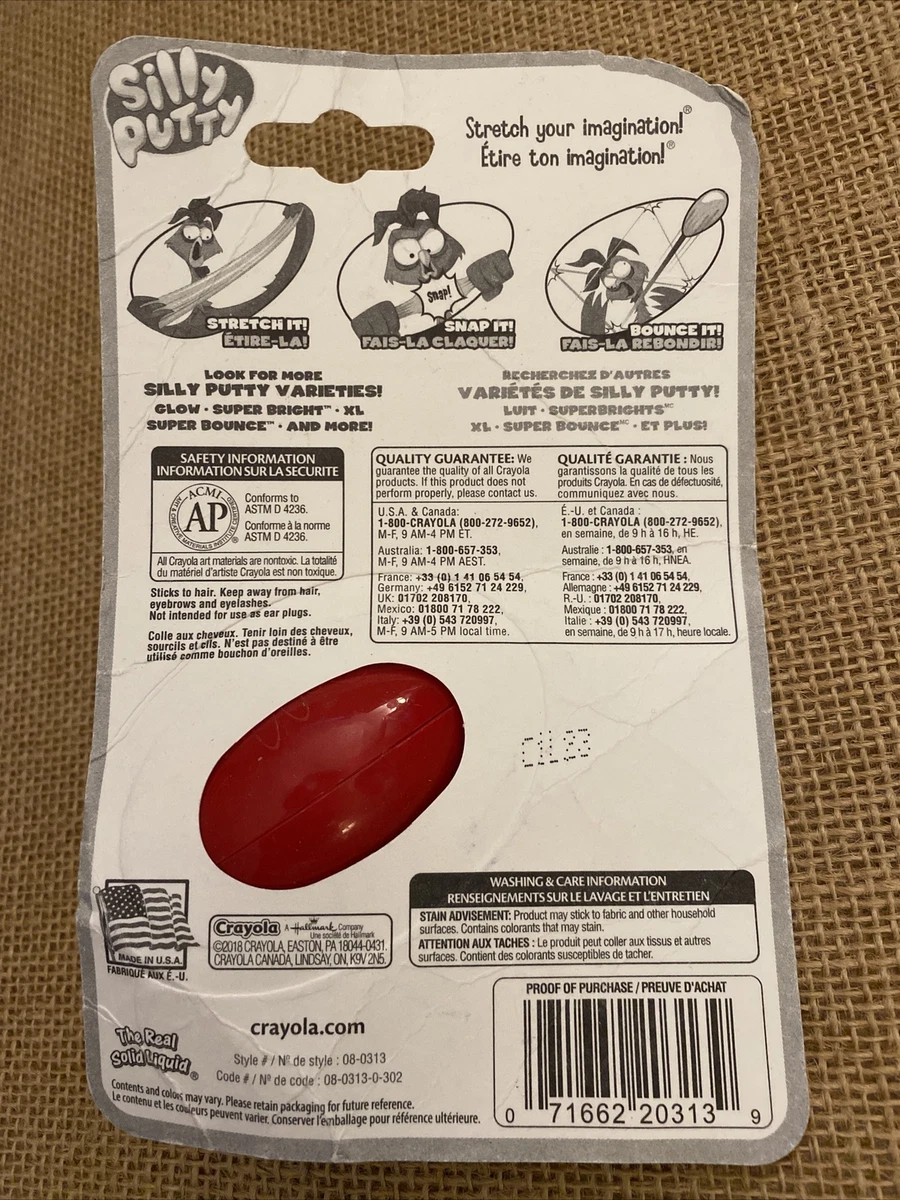 Silly
PUTTY
Stretch your imagination!®
Étire ton imagination!®
STRETCH IT!
ÉTIRE-LA!
Snap!
SNAP IT!
FAIS-LA CLAQUER!
BOUNCE IT!
FAIS-LA REBONDIR!
LOOK FOR MORE
SILLY PUTTY VARIETIES!
GLOW · SUPER BRIGHT™ · XL
SUPER BOUNCE™ · AND MORE!
RECHERCHEZ D'AUTRES
VARIÉTÉS DE SILLY PUTTY!
LUIT · SUPERBRIGHTS MC
XL · SUPER BOUNCE MC · ET PLUS!
SAFETY INFORMATION
INFORMATION SUR LA SECURITE
ACMI
AP
ART & CREATIVE MATERIALS INSTITUTE CERTIFIED
®
Conforms to
ASTM D 4236.
Conforme à la norme
ASTM D 4236.
All Crayola art materials are nontoxic. La totalité
du matériel d'artiste Crayola est non toxique.
Sticks to hair. Keep away from hair,
eyebrows and eyelashes.
Not intended for use as ear plugs.
Colle aux cheveux. Tenir loin des cheveux,
sourcils et cils. N'est pas destiné à être
utilisé comme bouchon d'oreilles.
QUALITY GUARANTEE: We
guarantee the quality of all Crayola
products. If this product does not
perform properly, please contact us.
U.S.A. & Canada:
1-800-CRAYOLA (800-272-9652),
M-F, 9 AM-4 PM ET.
Australia: 1-800-657-353,
M-F, 9 AM-4 PM AEST.
France: +33 (0) 1 41 06 54 54,
Germany: +49 6152 71 24 229,
UK: 01702 208170,
Mexico: 01800 71 78 222,
Italy: +39 (0) 543 720997,
M-F, 9 AM-5 PM local time.
QUALITÉ GARANTIE : Nous
garantissons la qualité de tous les
produits Crayola. En cas de défectuosité,
communiquez avec nous.
É.-U. et Canada :
1-800-CRAYOLA (800-272-9652),
en semaine, de 9 h à 16 h, HE.
Australie : 1-800-657-353, en
semaine, de 9 h à 16 h, HNEA.
France : +33 (0) 1 41 06 54 54,
Allemagne : +49 6152 71 24 229,
R.-U. : 01702 208170,
Mexique : 01800 71 78 222,
Italie : +39 (0) 543 720997,
en semaine, de 9 h à 17 h, heure locale.
WASHING & CARE INFORMATION
RENSEIGNEMENTS SUR LE LAVAGE ET L'ENTRETIEN
STAIN ADVISEMENT: Product may stick to fabric and other household
surfaces. Contains colorants that may stain.
ATTENTION AUX TACHES : Le produit peut coller aux tissus et autres
surfaces. Contient des colorants susceptibles de tacher.
MADE IN U.S.A.
FABRIQUÉ AUX É.-U.
Crayola A Hallmark Company
Une société de Hallmark
©2018 CRAYOLA, EASTON, PA 18044-0431.
CRAYOLA CANADA, LINDSAY, ON, K9V 2N5.
PROOF OF PURCHASE / PREUVE D'ACHAT
0 71662 20313 9
crayola.com
The Real
Solid Liquid®
Style # / Nº de style : 08-0313
Code # / Nº de code : 08-0313-0-302
Contents and colors may vary. Please retain packaging for future reference.
Le contenu et les couleurs peuvent varier. Conserver l'emballage pour référence ultérieure.